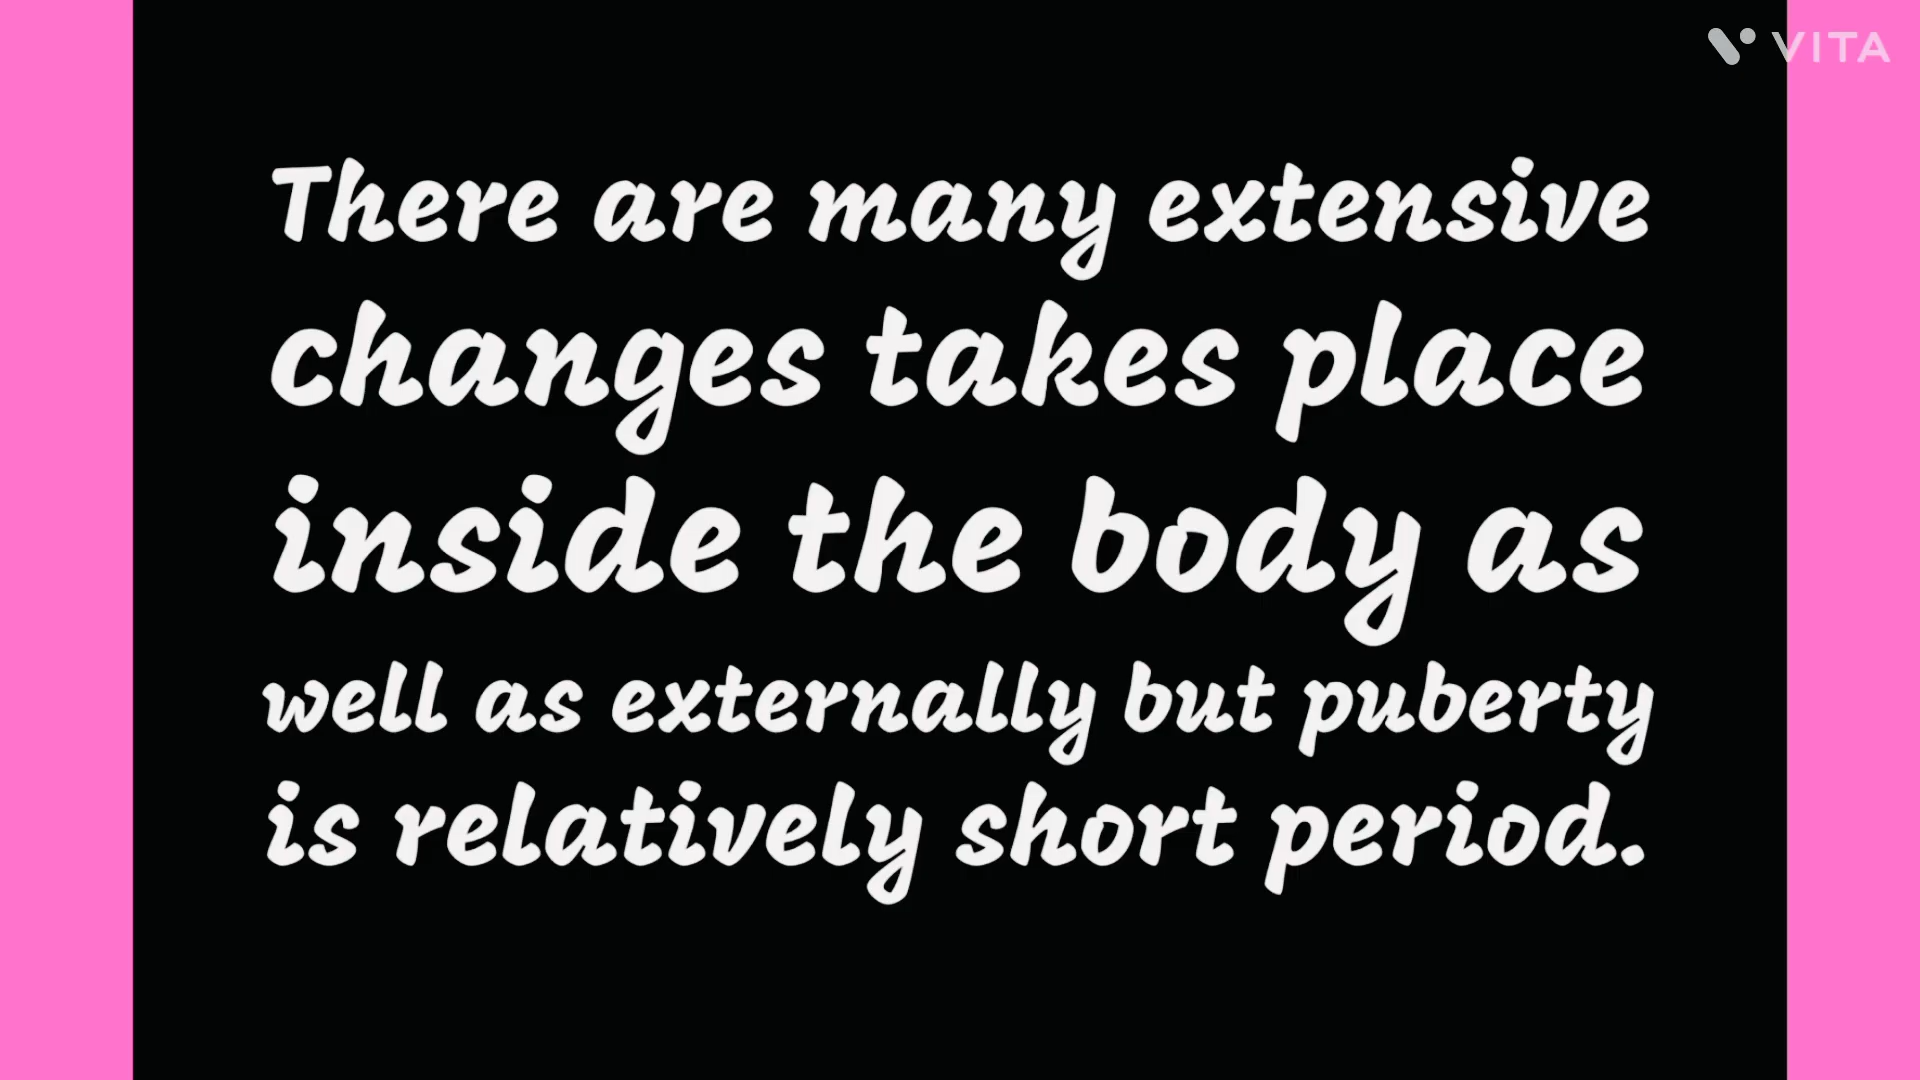 VITA
There are many extensive
changes takes place
inside the body as
well as externally but puberty
is relatively short period.